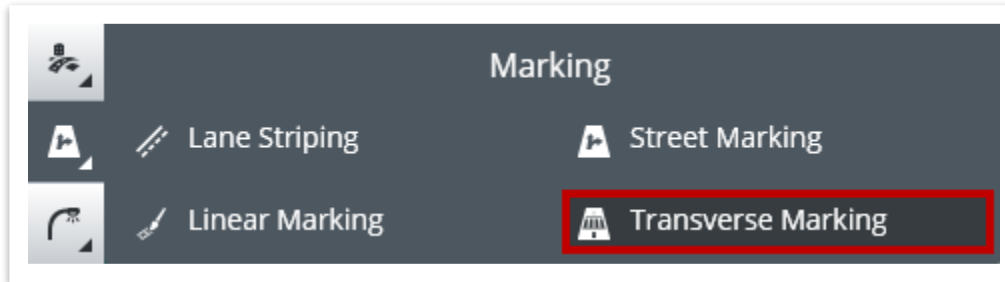 Marking
Lane Striping
Street Marking
Linear Marking
Transverse Marking